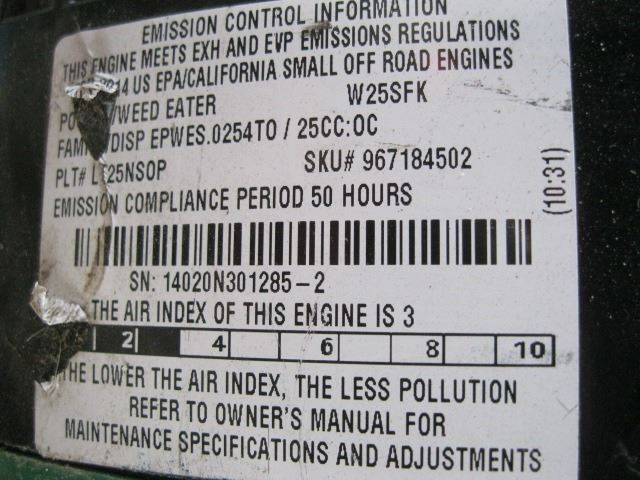 EMISSION CONTROL INFORMATION
THIS ENGINE MEETS EXH AND EVP EMISSIONS REGULATIONS
US EPA/CALIFORNIA SMALL OFF ROAD ENGINES
/WEED EATER W25SFK
DISP EPWES.0254TO / 25CC:OC
PLT# SKU# 967184502
EMISSION COMPLIANCE PERIOD 50 HOURS
(10:31)
SN: 14020N301285-2
THE AIR INDEX OF THIS ENGINE IS 3
2 4 6 8 10
THE LOWER THE AIR INDEX, THE LESS POLLUTION
REFER TO OWNER'S MANUAL FOR
MAINTENANCE SPECIFICATIONS AND ADJUSTMENTS